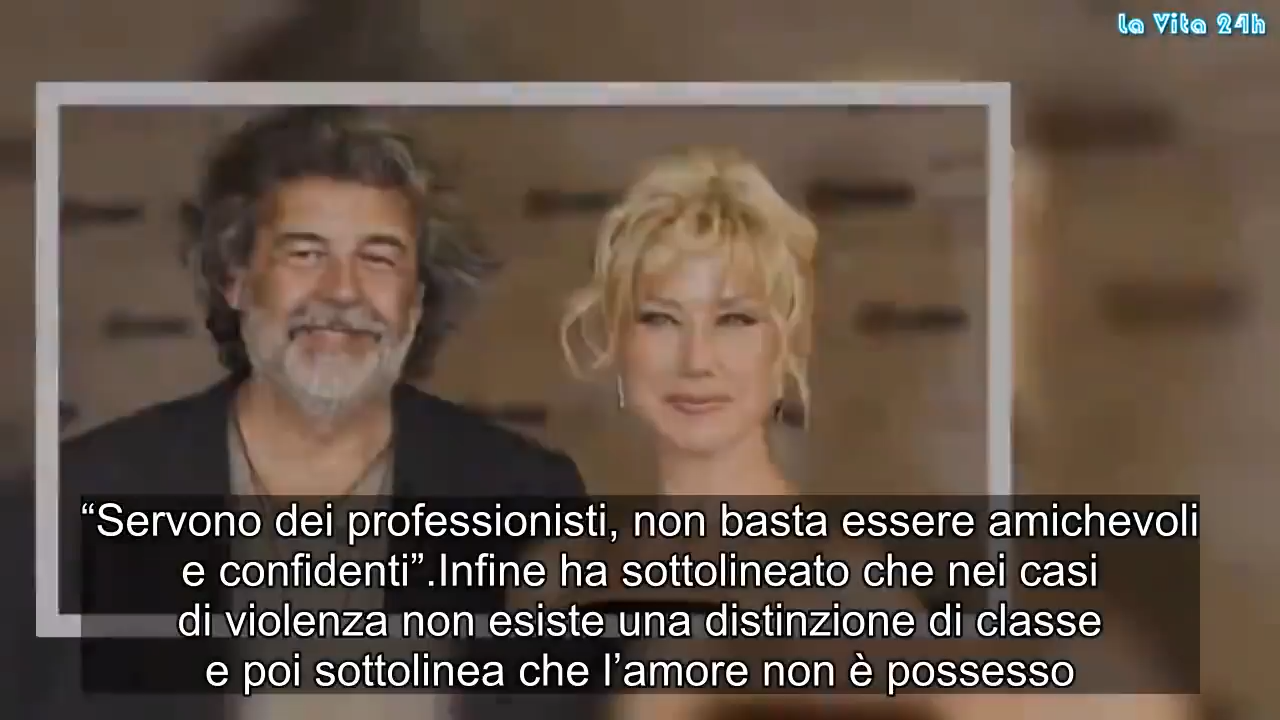 La Vita 24h
“Servono dei professionisti, non basta essere amichevoli
e confidenti”.Infine ha sottolineato che nei casi
di violenza non esiste una distinzione di classe
e poi sottolinea che l’amore non è possesso